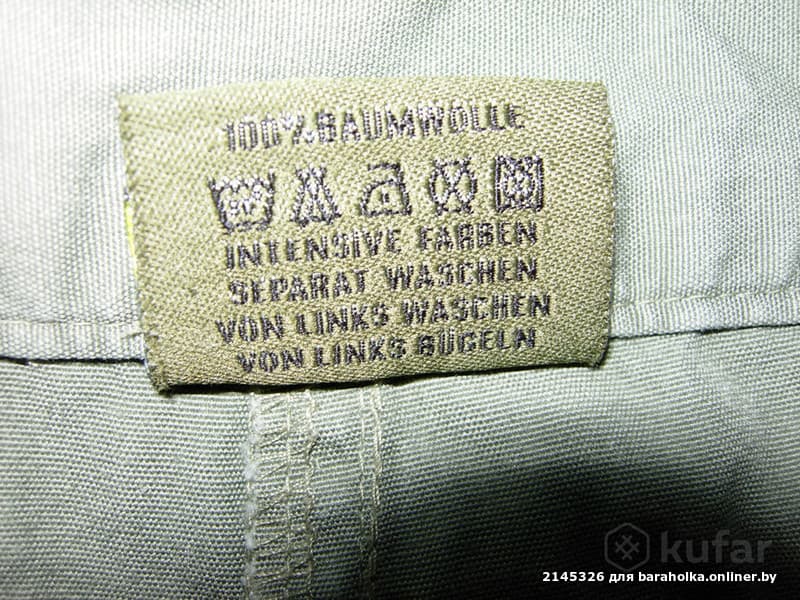 100% BAUMWOLLE
INTENSIVE FARBEN
SEPARAT WASCHEN
VON LINKS WASCHEN
VON LINKS BÜGELN
kufar
2145326 для baraholka.onliner.by